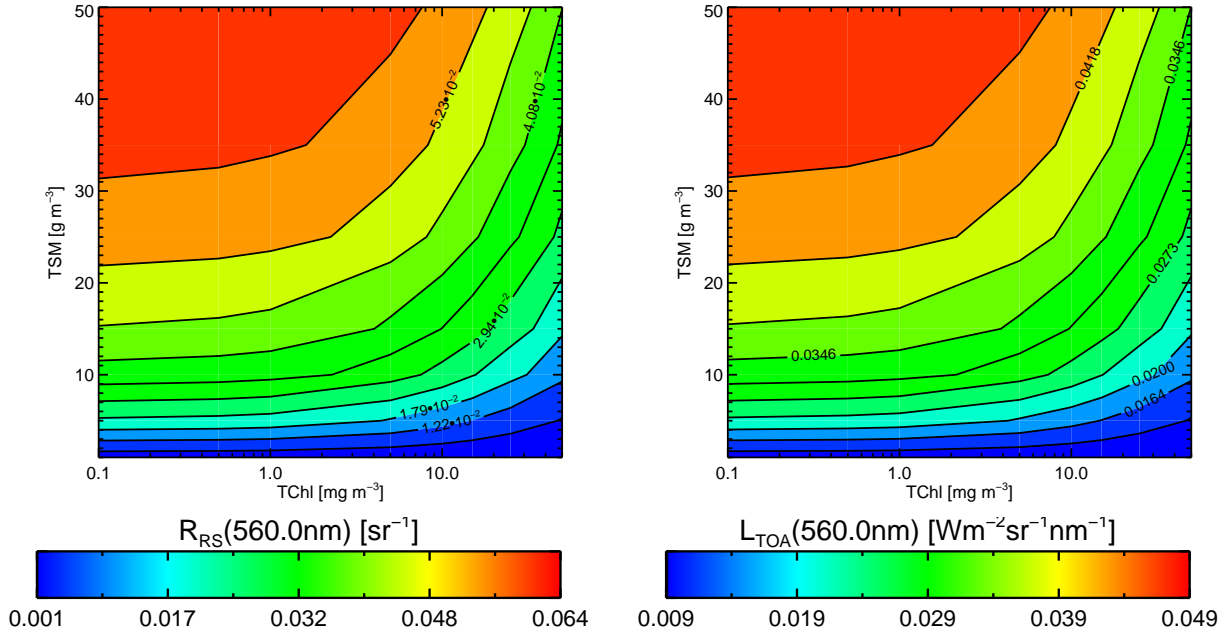 50
40
30
20
10
TSM [g m⁻³]
5.23•10⁻²
4.08•10⁻²
2.94•10⁻²
1.79•10⁻²
1.22•10⁻²
0.1 1.0 10.0
TChl [mg m⁻³]
R_RS(560.0nm) [sr⁻¹]
0.001 0.017 0.032 0.048 0.064
50
40
30
20
10
TSM [g m⁻³]
0.0418
0.0346
0.0273
0.0346
0.0200
0.0164
0.1 1.0 10.0
TChl [mg m⁻³]
L_TOA(560.0nm) [Wm⁻²sr⁻¹nm⁻¹]
0.009 0.019 0.029 0.039 0.049